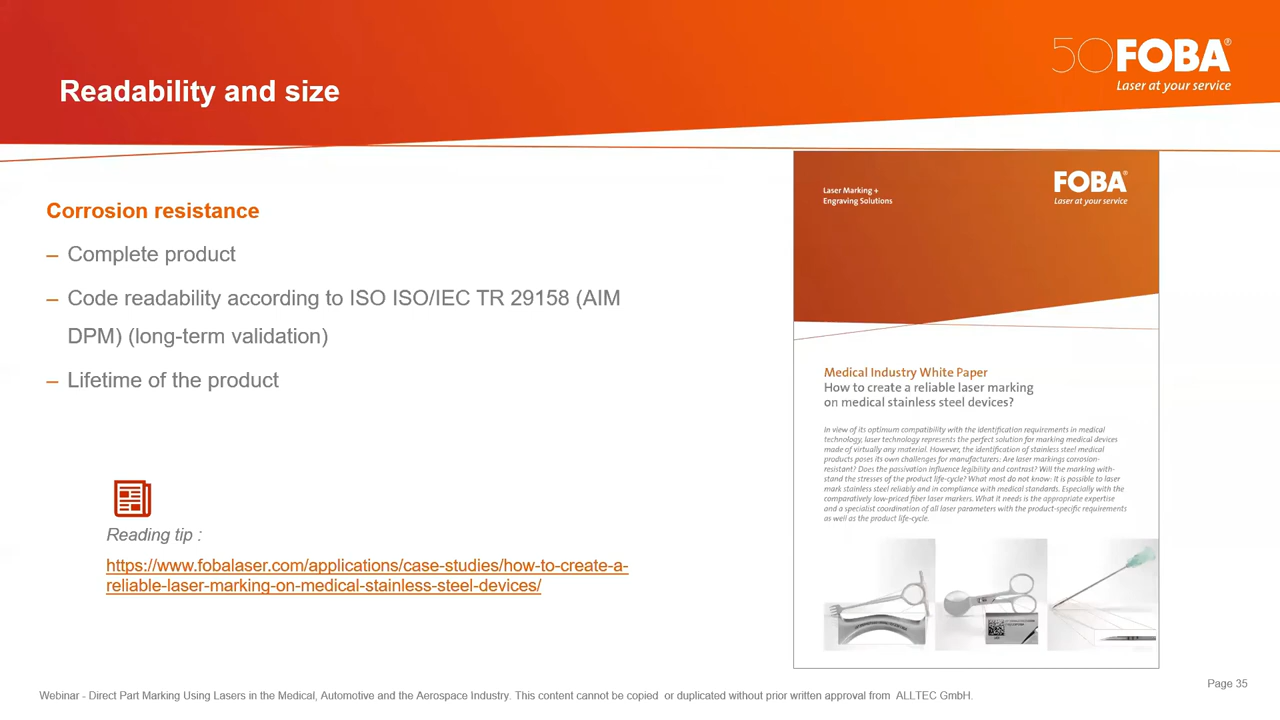 Readability and size
50 FOBA®
Laser at your service
Corrosion resistance
– Complete product
– Code readability according to ISO ISO/IEC TR 29158 (AIM
DPM) (long-term validation)
– Lifetime of the product
Reading tip :
https://www.fobalaser.com/applications/case-studies/how-to-create-a-
reliable-laser-marking-on-medical-stainless-steel-devices/
Laser Marking +
Engraving Solutions
FOBA®
Laser at your service
Medical Industry White Paper
How to create a reliable laser marking
on medical stainless steel devices?
In view of its optimum compatibility with the identification requirements in medical
technology, laser technology represents the perfect solution for marking medical devices
made of virtually any material. However, the identification of stainless steel medical
products poses its own challenges for manufacturers: Are laser markings corrosion-
resistant? Does the passivation influence legibility and contrast? Will the marking with-
stand the stresses of the product life-cycle? What most do not know: It is possible to laser
mark stainless steel reliably and in compliance with medical standards. Especially with the
comparatively low-priced fiber laser markers. What it needs is the appropriate expertise
and a specialist coordination of all laser parameters with the product-specific requirements
as well as the product life-cycle.
Page 35
Webinar - Direct Part Marking Using Lasers in the Medical, Automotive and the Aerospace Industry. This content cannot be copied or duplicated without prior written approval from ALLTEC GmbH.